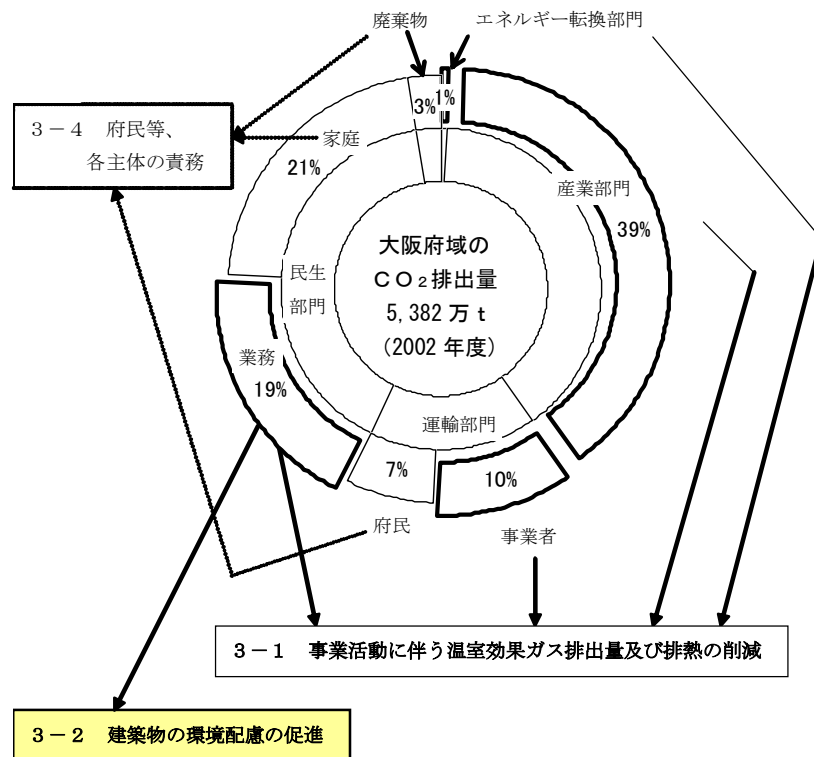 廃棄物
エネルギー転換部門
3%
1%
3－4　府民等、
各主体の責務
家庭
21%
産業部門
39%
大阪府域の
ＣＯ₂排出量
5,382 万ｔ
(2002 年度)
民生
部門
業務
19%
運輸部門
7%
10%
府民
事業者
3－1　事業活動に伴う温室効果ガス排出量及び排熱の削減
3－2　建築物の環境配慮の促進